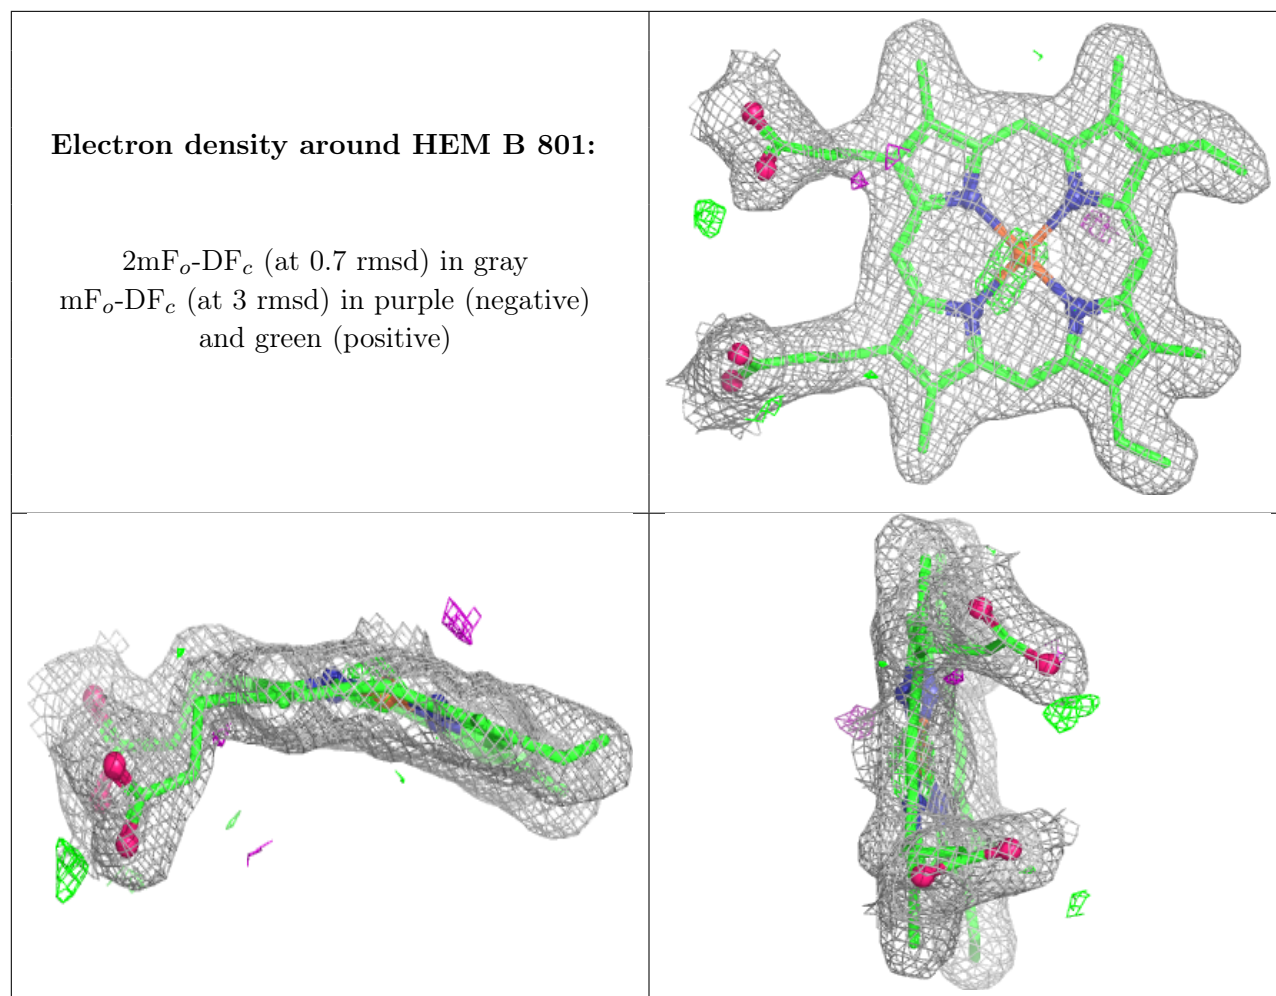 Electron density around HEM B 801:
2mFo-DFc (at 0.7 rmsd) in gray
mFo-DFc (at 3 rmsd) in purple (negative)
and green (positive)